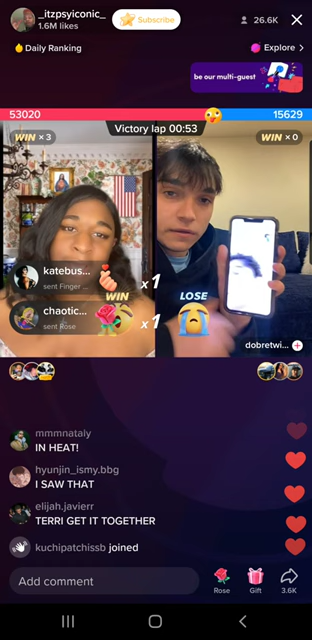 _itzpsyiconic_
1.6M likes
Subscribe
26.6K
Daily Ranking
Explore >
be our multi-guest
53020
15629
WIN ×3
Victory lap 00:53
WIN ×0
katebus...
sent Finger ...
x1
WIN
LOSE
chaotic...
sent Rose
x1
dobretwi...
mmmnataly
IN HEAT!
hyunjin_ismy.bbg
I SAW THAT
elijah.javierr
TERRI GET IT TOGETHER
kuchipatchissb joined
Add comment
Rose
Gift
3.6K